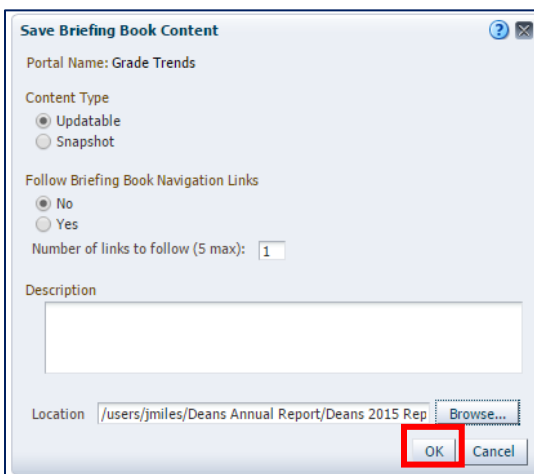 Save Briefing Book Content
Portal Name: Grade Trends
Content Type
Updatable
Snapshot
Follow Briefing Book Navigation Links
No
Yes
Number of links to follow (5 max): 1
Description
Location /users/jmiles/Deans Annual Report/Deans 2015 Rep Browse...
OK Cancel